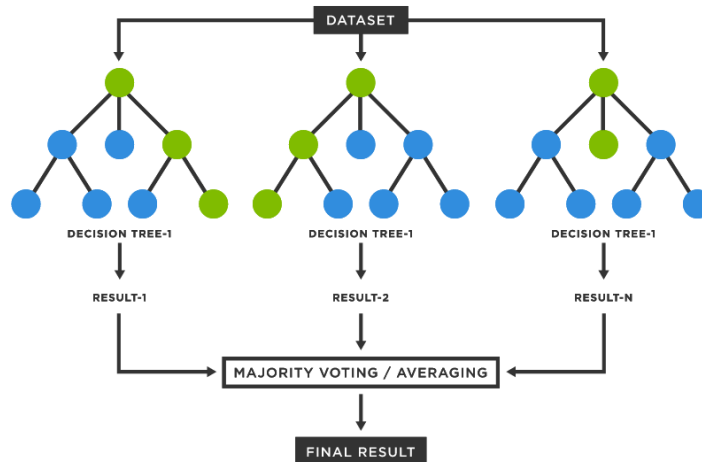 DATASET
DECISION TREE-1
DECISION TREE-1
DECISION TREE-1
RESULT-1
RESULT-2
RESULT-N
MAJORITY VOTING / AVERAGING
FINAL RESULT